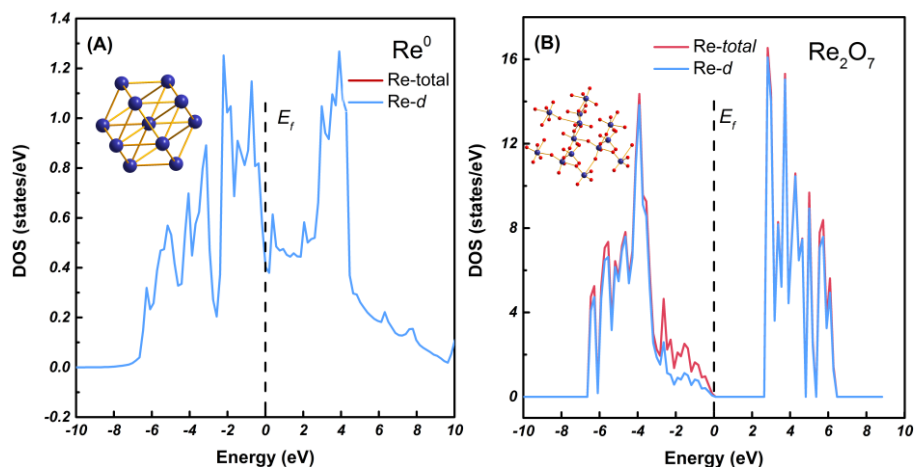 (A)
Re⁰
Re-total
Re-d
E_f
DOS (states/eV)
1.4
1.2
1.0
0.8
0.6
0.4
0.2
0.0
-0.2
-10 -8 -6 -4 -2 0 2 4 6 8 10
Energy (eV)
(B)
Re-total
Re-d
Re₂O₇
E_f
DOS (states/eV)
16
12
8
4
0
-10 -8 -6 -4 -2 0 2 4 6 8 10
Energy (eV)